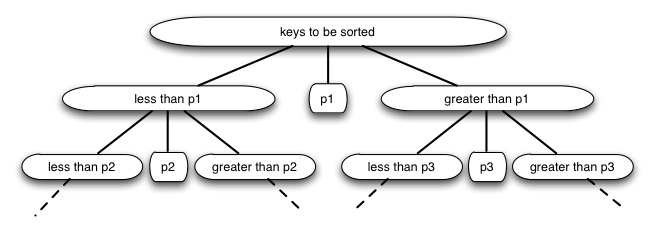 keys to be sorted
less than p1
p1
greater than p1
less than p2
p2
greater than p2
less than p3
p3
greater than p3